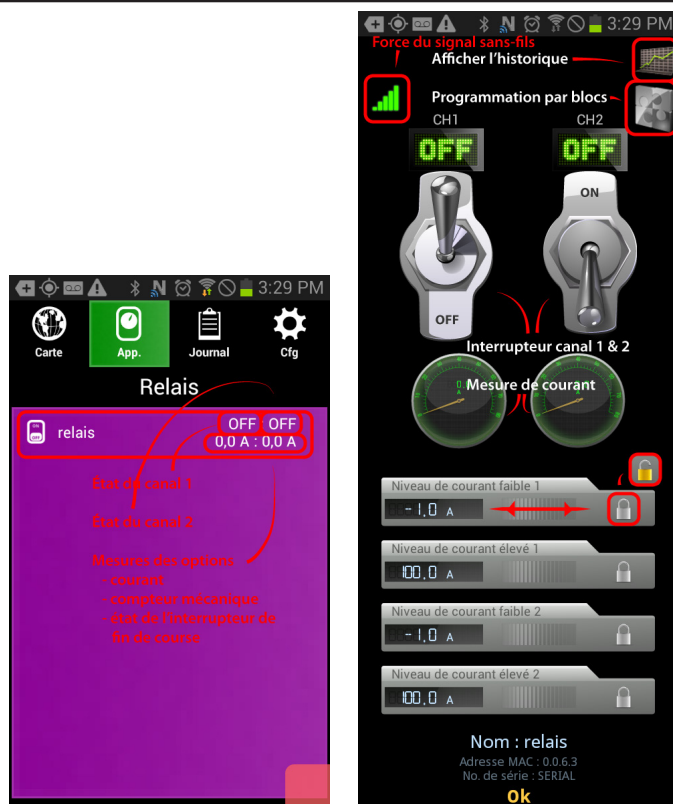 3:29 PM
Carte
App.
Journal
Cfg
Relais
relais
OFF OFF
0,0 A : 0,0 A
État du canal 1
État du canal 2
Mesures des options
- courant
- compteur mécanique
- état de l'interrupteur de
fin de course
3:29 PM
Force du signal sans-fils
Afficher l'historique
Programmation par blocs
CH1
CH2
OFF
OFF
ON
OFF
Interrupteur canal 1 & 2
Mesure de courant
Niveau de courant faible 1
-1,0 A
Niveau de courant élevé 1
100,0 A
Niveau de courant faible 2
-1,0 A
Niveau de courant élevé 2
100,0 A
Nom : relais
Adresse MAC : 0.0.6.3
No. de série : SERIAL
Ok